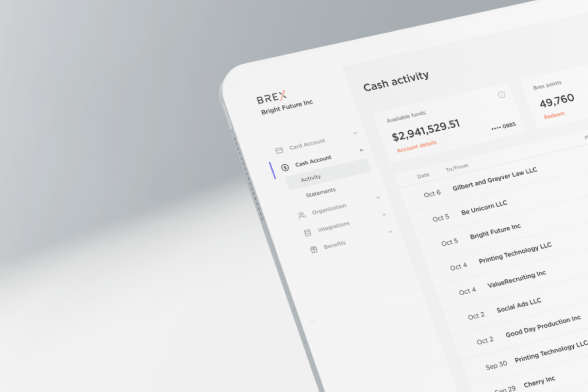 BREX
Bright Future Inc
Card Account
Cash Account
Activity
Statements
Organization
Integrations
Benefits
Cash activity
Available funds
$2,941,529.51
•••• 0885
Account details
Brex points
49,760
Redeem
Date To/From
Oct 6 Gilbert and Grayver Law LLC
Oct 5 Be Unicorn LLC
Oct 5 Bright Future Inc
Oct 4 Printing Technology LLC
Oct 4 ValueRecruiting Inc
Oct 2 Social Ads LLC
Oct 2 Good Day Production Inc
Sep 30 Printing Technology LLC
Sep 29 Cherry Inc